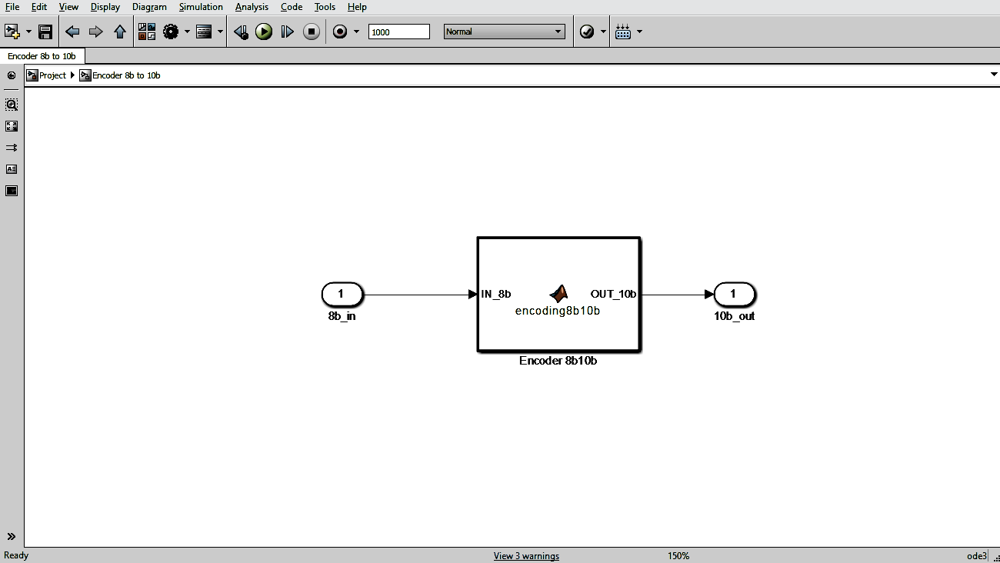 File Edit View Display Diagram Simulation Analysis Code Tools Help
1000 Normal
Encoder 8b to 10b
Project Encoder 8b to 10b
1 IN_8b OUT_10b 1
encoding8b10b
8b_in 10b_out
Encoder 8b10b
Ready View 3 warnings 150% ode3